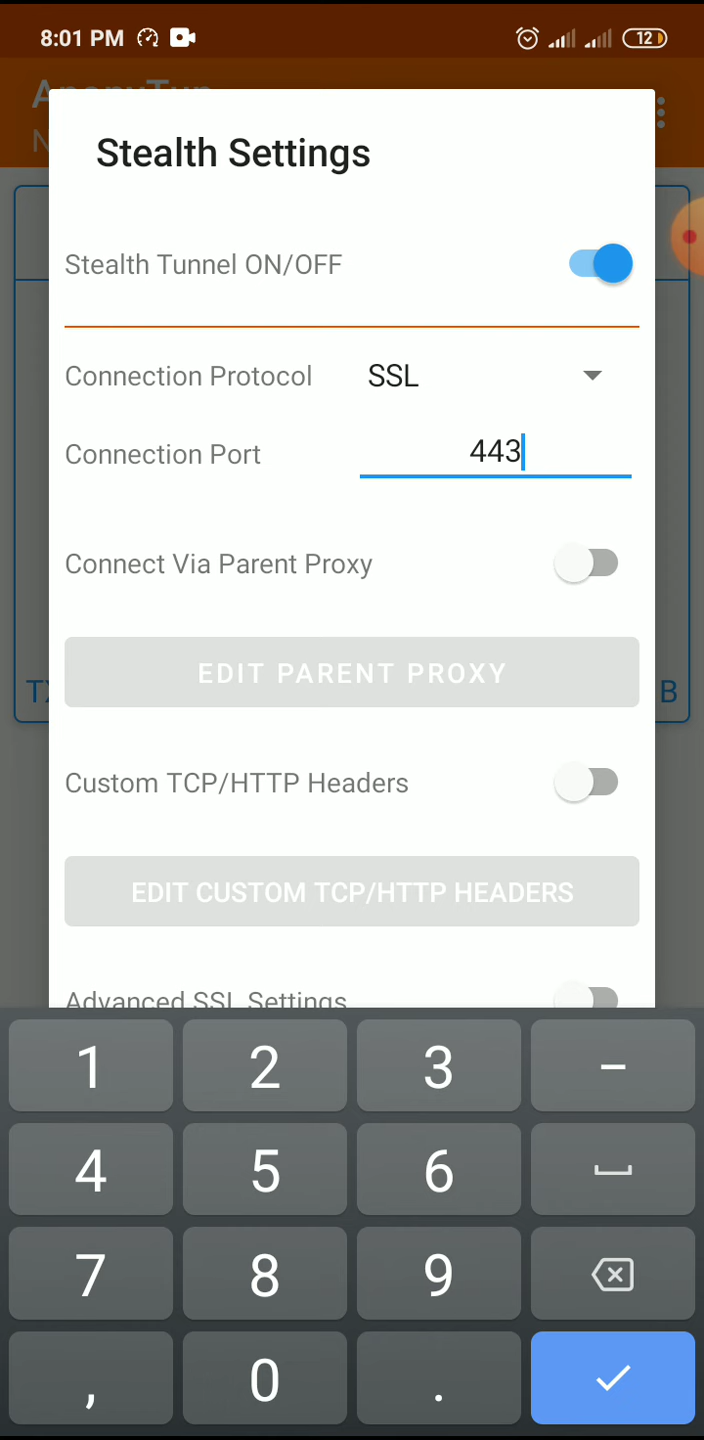 8:01 PM
12
AnonyTun
Stealth Settings
Stealth Tunnel ON/OFF
Connection Protocol SSL
Connection Port 443
Connect Via Parent Proxy
EDIT PARENT PROXY
B
Custom TCP/HTTP Headers
EDIT CUSTOM TCP/HTTP HEADERS
Advanced SSL Settings
1 2 3 –
4 5 6
7 8 9
, 0 .